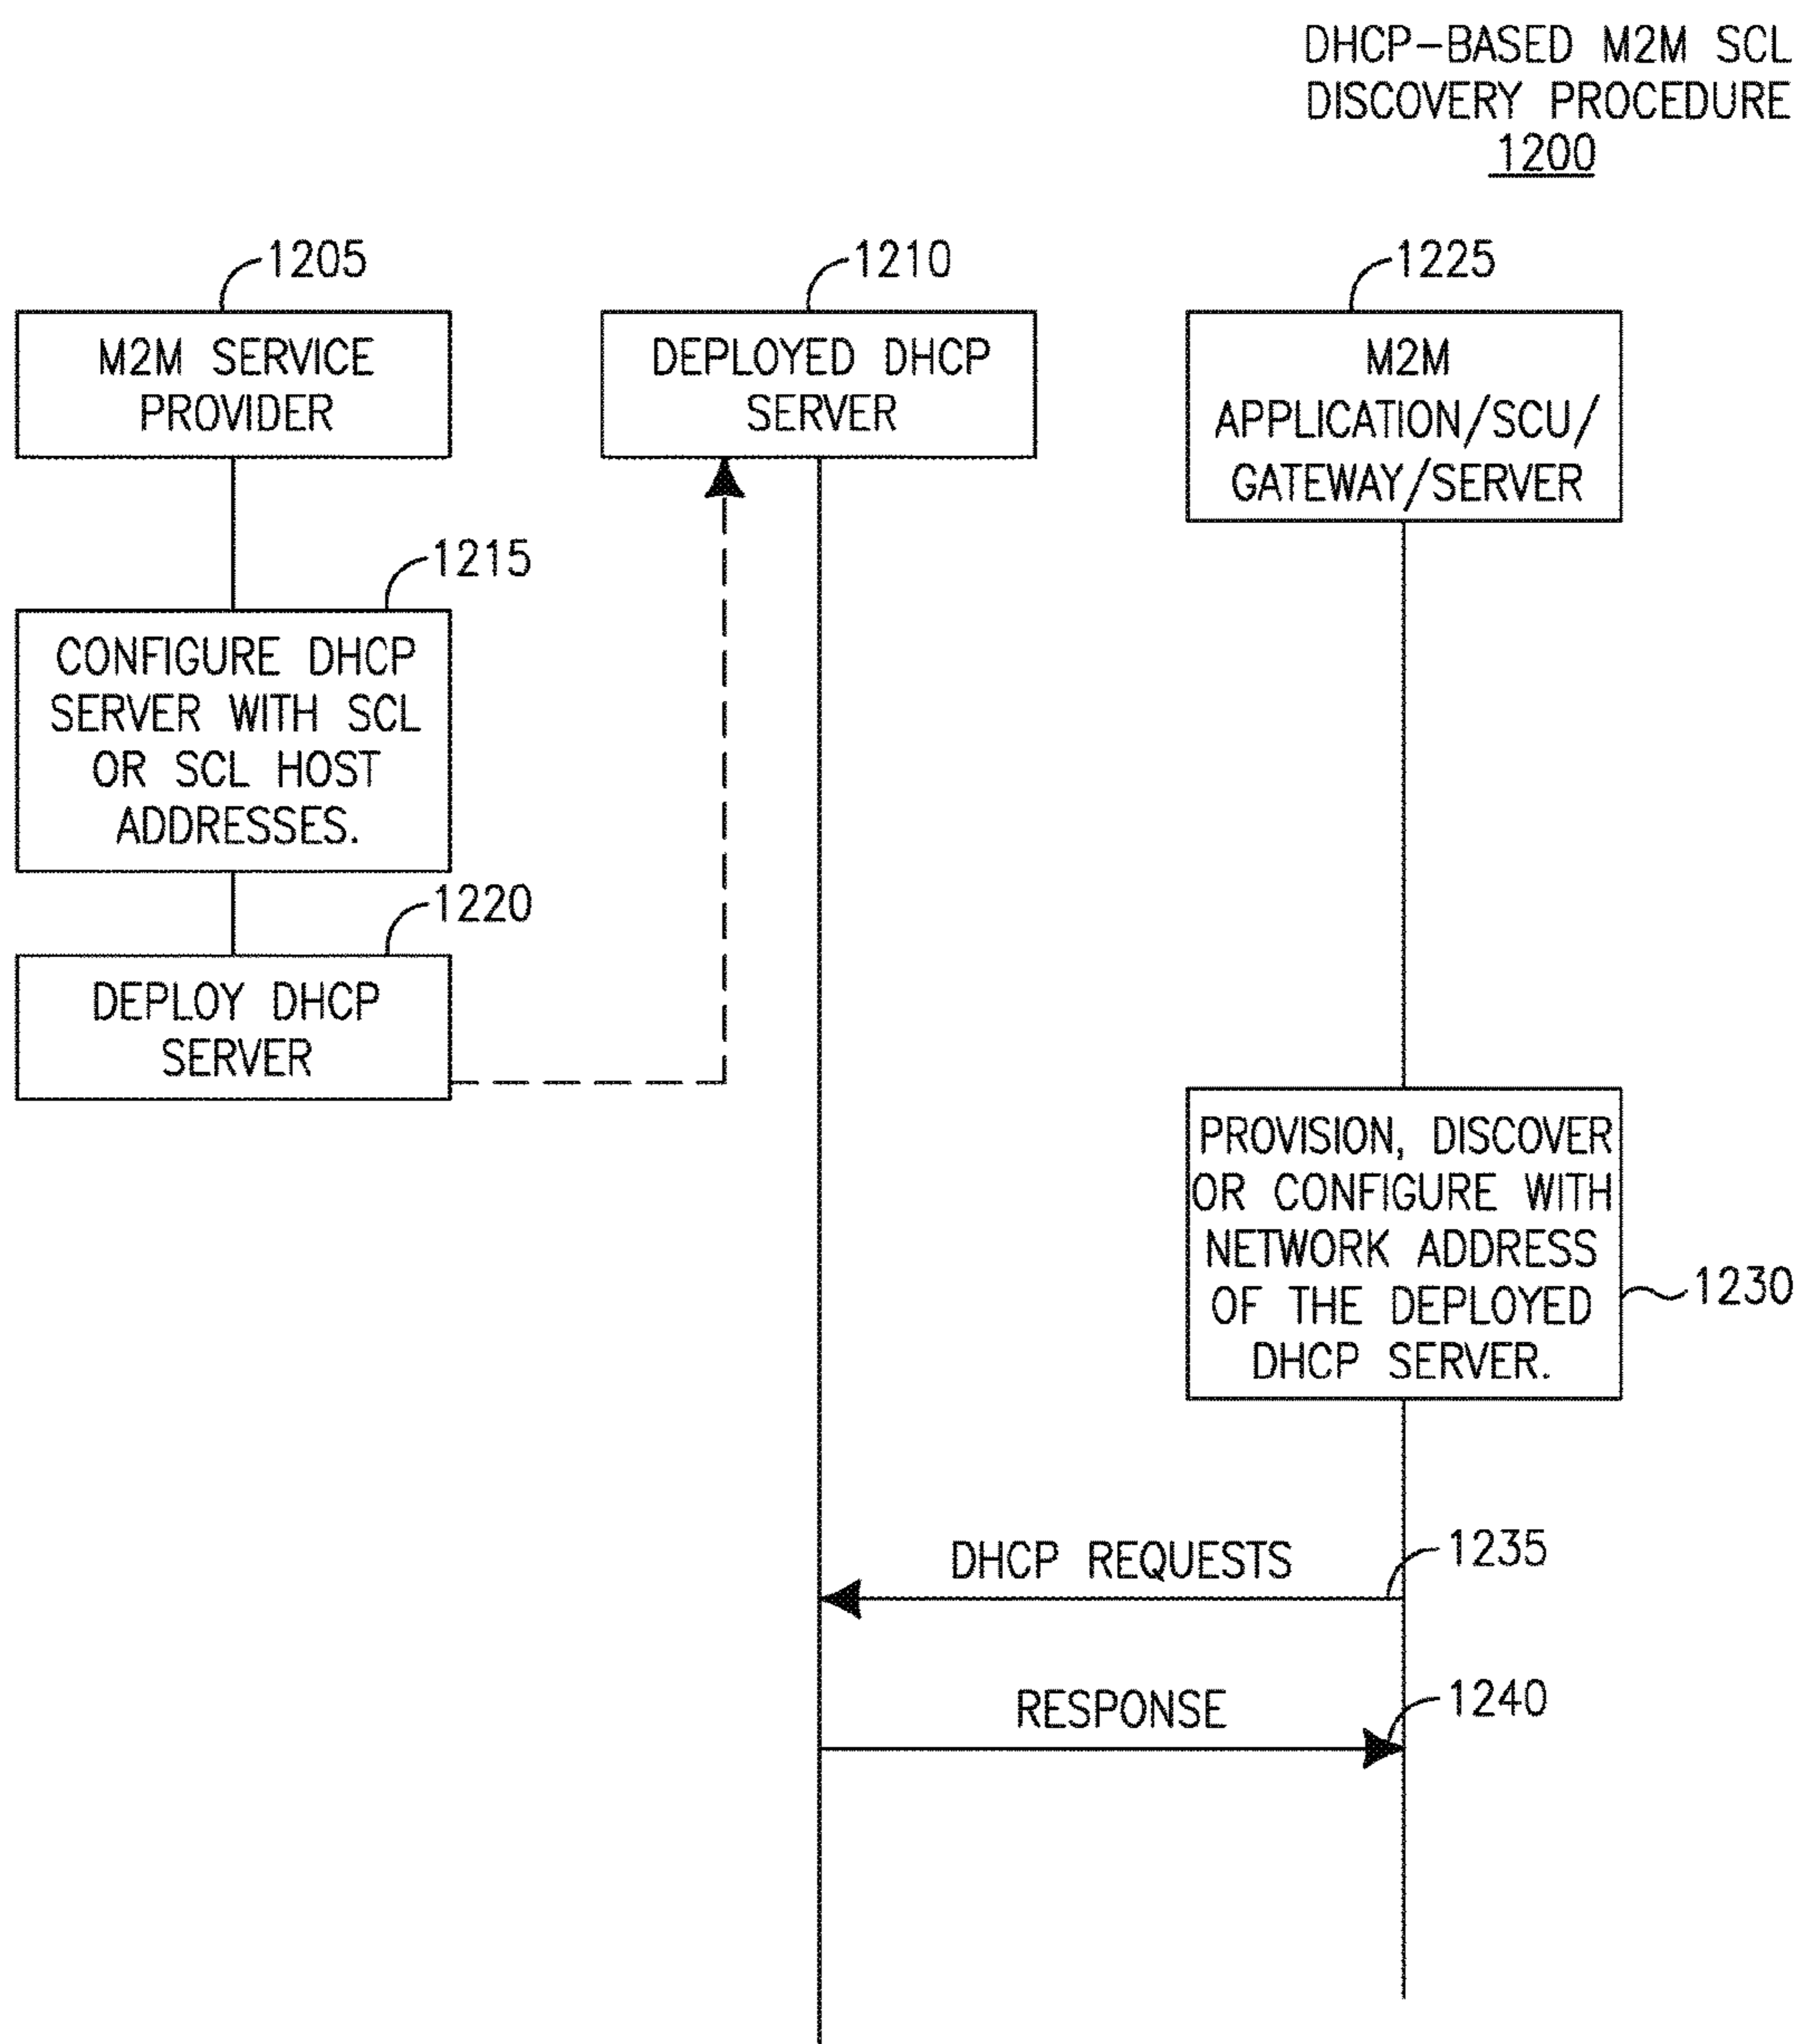 DHCP-BASED M2M SCL
DISCOVERY PROCEDURE
1200
1205
1210
1225
M2M SERVICE
PROVIDER
DEPLOYED DHCP
SERVER
M2M
APPLICATION/SCU/
GATEWAY/SERVER
1215
CONFIGURE DHCP
SERVER WITH SCL
OR SCL HOST
ADDRESSES.
1220
DEPLOY DHCP
SERVER
PROVISION, DISCOVER
OR CONFIGURE WITH
NETWORK ADDRESS
OF THE DEPLOYED
DHCP SERVER.
1230
DHCP REQUESTS
1235
RESPONSE
1240